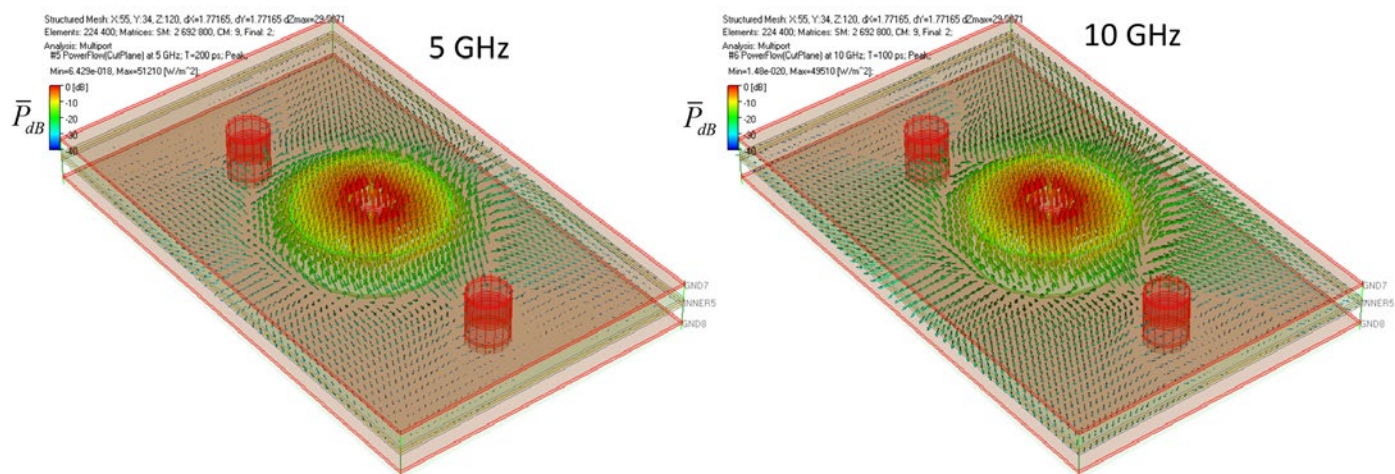 Structured Mesh: X:55, Y:34, Z:120, dX=1.77165, dY=1.77165 dZmax=29.9871
Elements: 224 400; Matrices: SM: 2 692 800, CM: 9, Final: 2;
Analysis: Multiport
#5 PowerFlow(CutPlane) at 5 GHz; T=200 ps; Peak;
Min=6.429e-018, Max=51210 [W/m^2];
5 GHz
P̅dB
0 [dB]
-10
-20
-30
-40
GND7
INNER5
GND8
Structured Mesh: X:55, Y:34, Z:120, dX=1.77165, dY=1.77165 dZmax=29.9871
Elements: 224 400; Matrices: SM: 2 692 800, CM: 9, Final: 2;
Analysis: Multiport
#6 PowerFlow(CutPlane) at 10 GHz; T=100 ps; Peak;
Min=1.48e-020, Max=49510 [W/m^2];
10 GHz
P̅dB
0 [dB]
-10
-20
-30
-40
GND7
INNER5
GND8